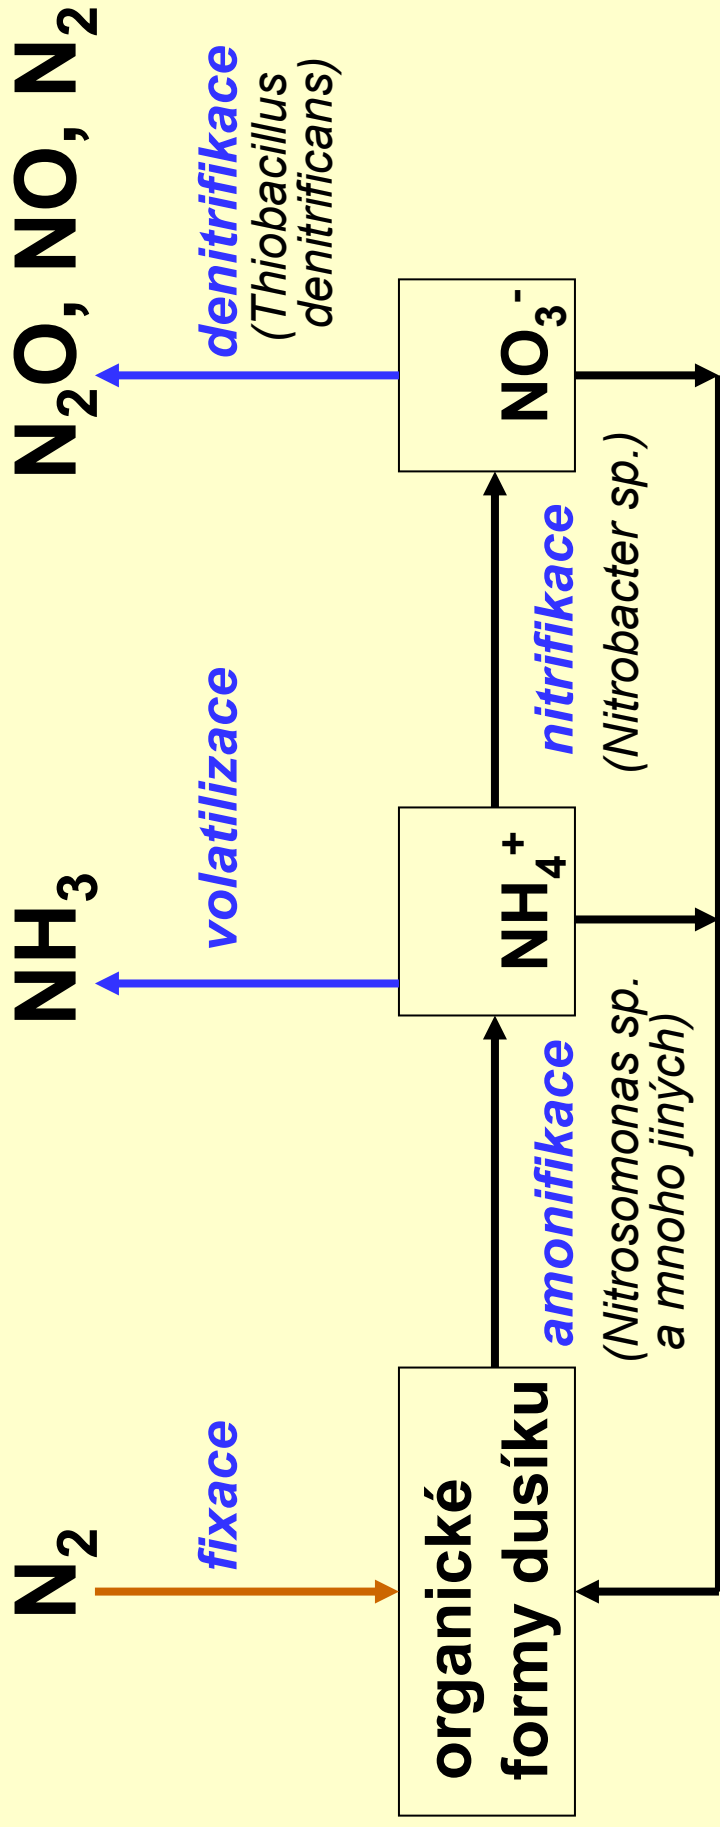 N₂
NH₃
N₂O, NO, N₂
fixace
volatilizace
denitrifikace
(Thiobacillus
denitrificans)
organické
formy dusíku
NH₄⁺
NO₃⁻
amonifikace
(Nitrosomonas sp.
a mnoho jiných)
nitrifikace
(Nitrobacter sp.)